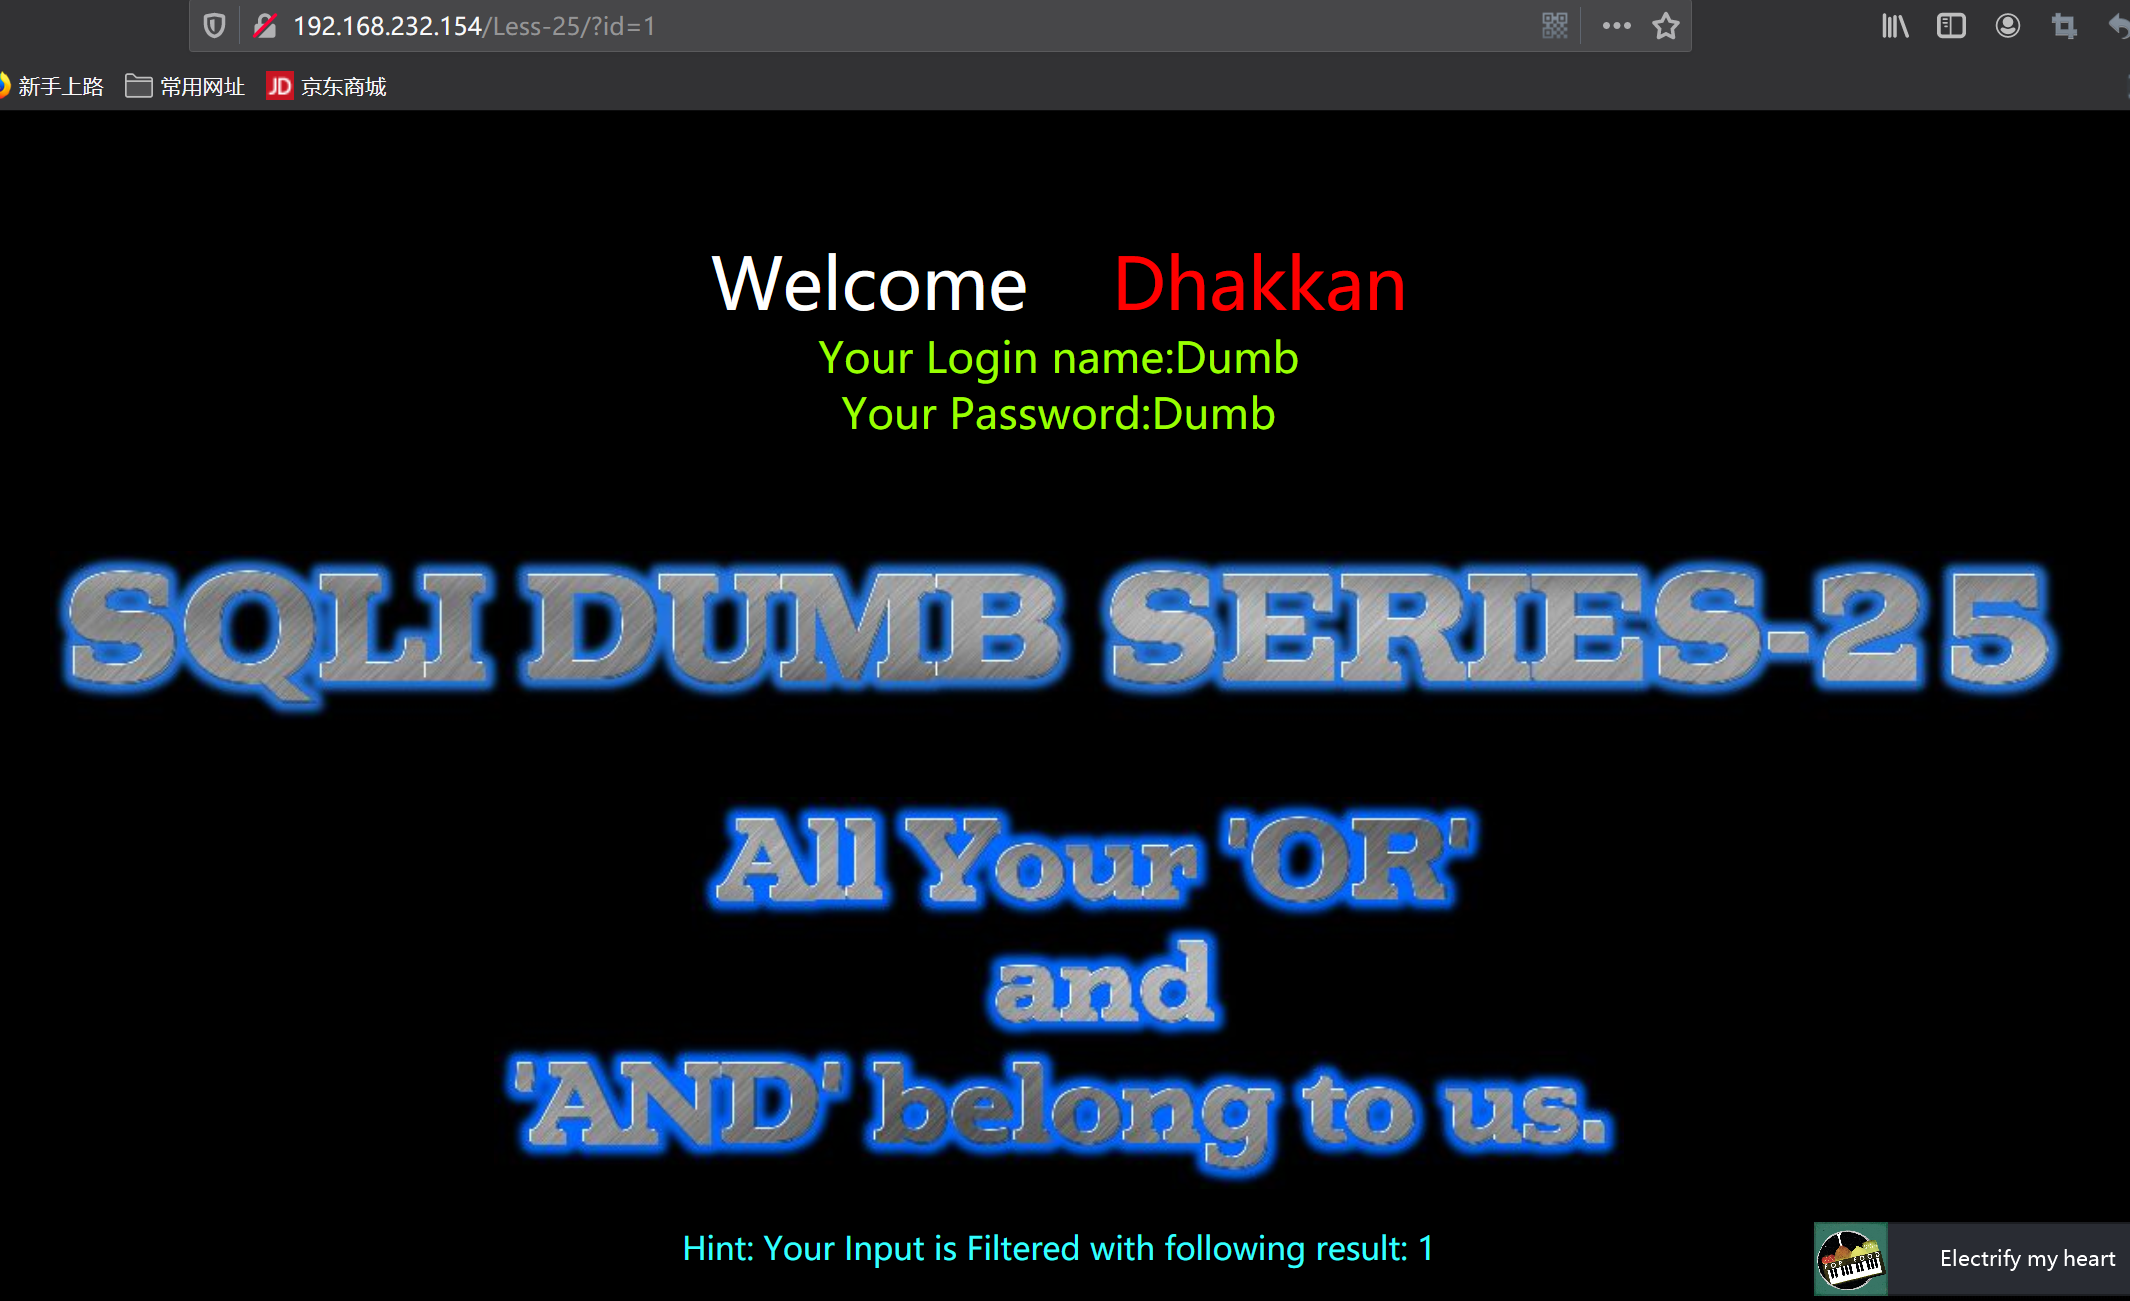 192.168.232.154/Less-25/?id=1
新手上路 常用网址 JD 京东商城
Welcome Dhakkan
Your Login name:Dumb
Your Password:Dumb
SQLI DUMB SERIES-25
All Your 'OR'
and
'AND' belong to us.
Hint: Your Input is Filtered with following result: 1
Electrify my heart